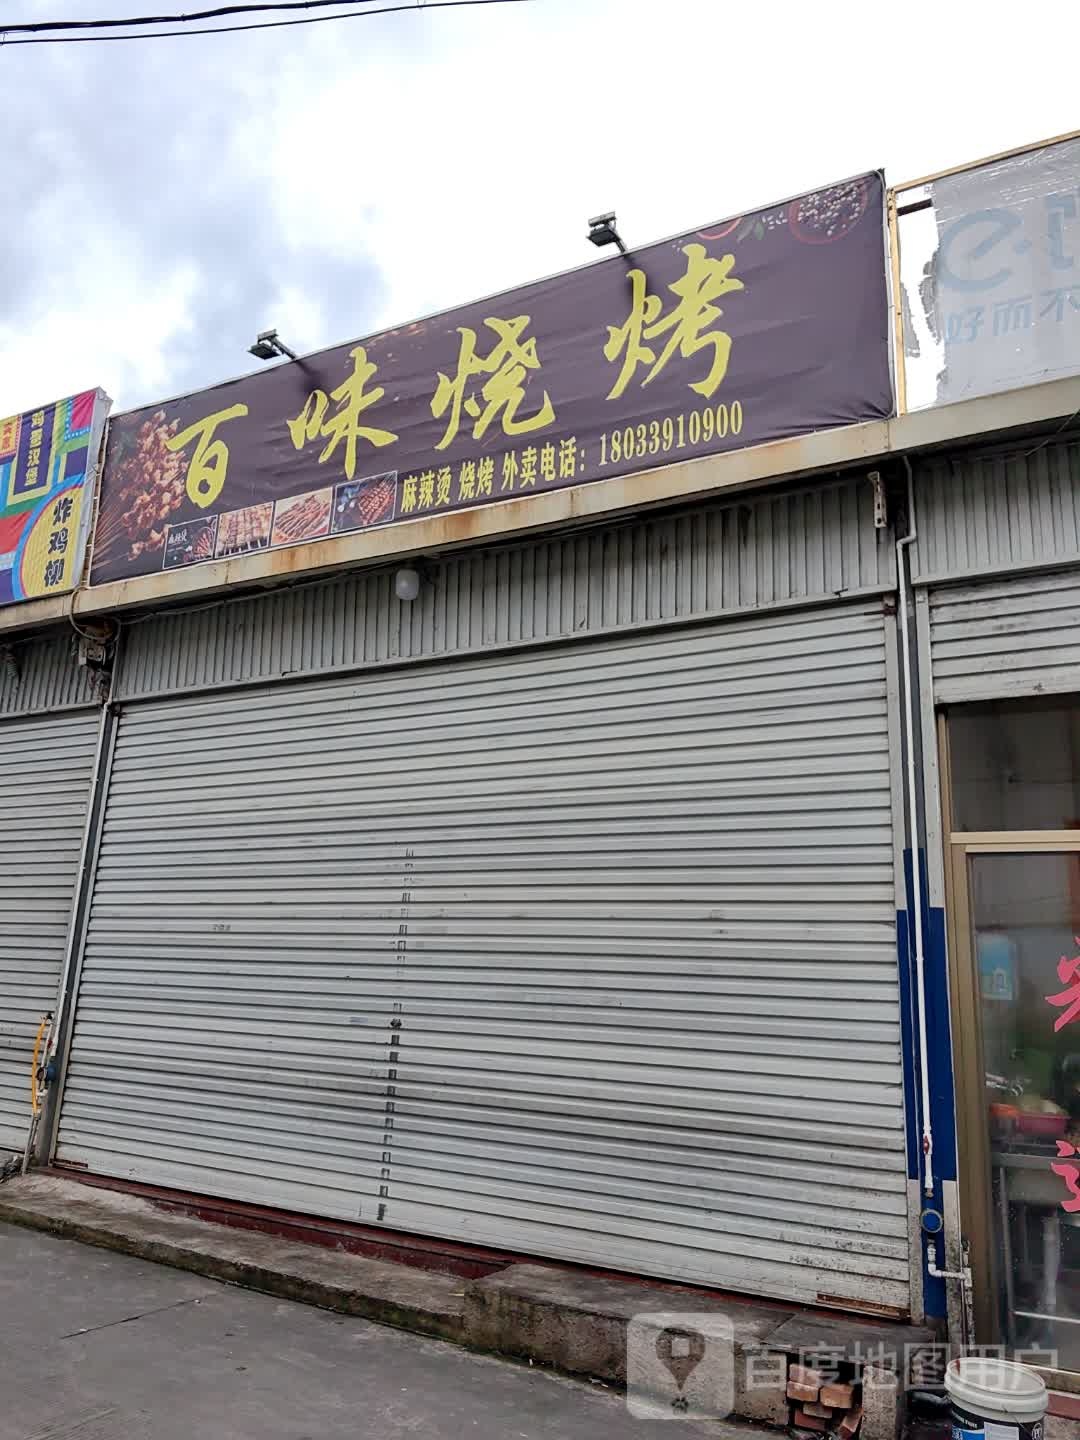 百味烧烤
麻辣烫 烧烤 外卖电话：18033910900
鸡蛋汉堡
炸鸡柳
e
好而不
百度地图用户